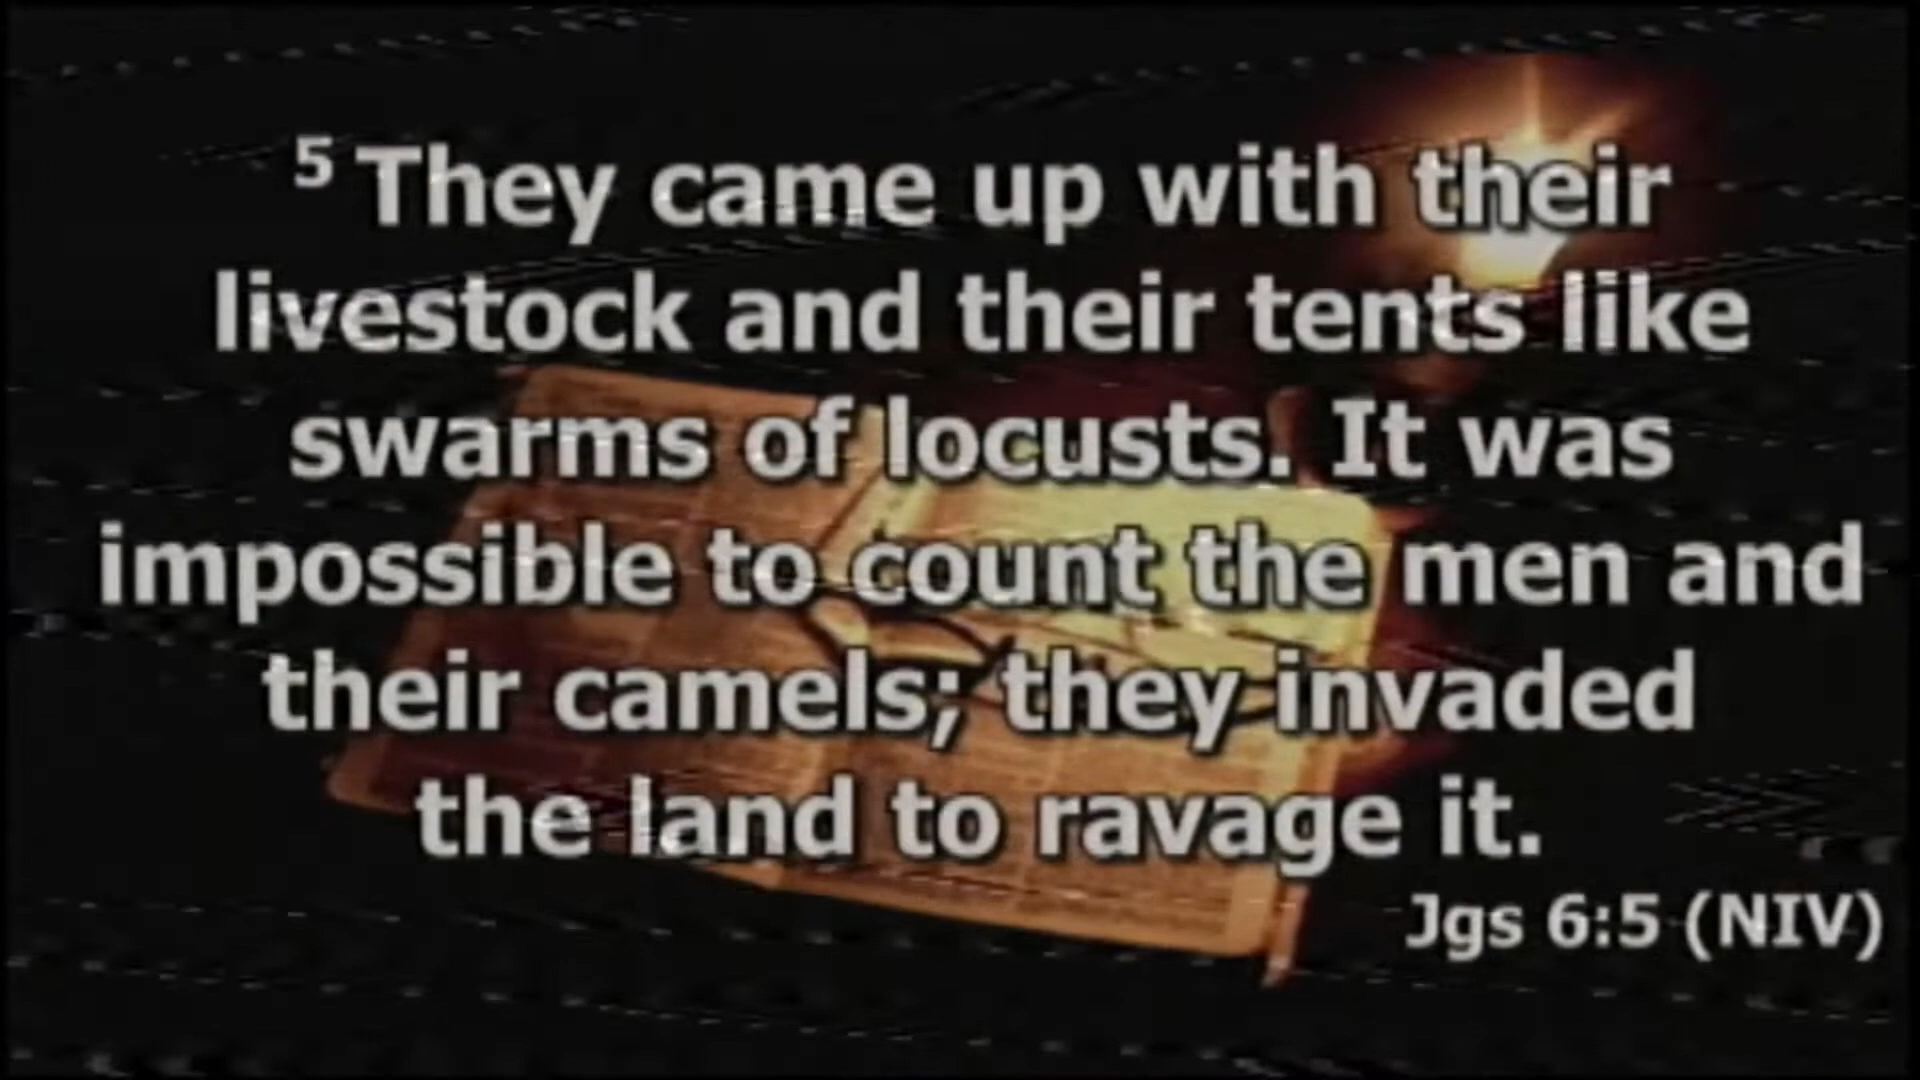 5 They came up with their
livestock and their tents like
swarms of locusts. It was
impossible to count the men and
their camels; they invaded
the land to ravage it.
Jgs 6:5 (NIV)